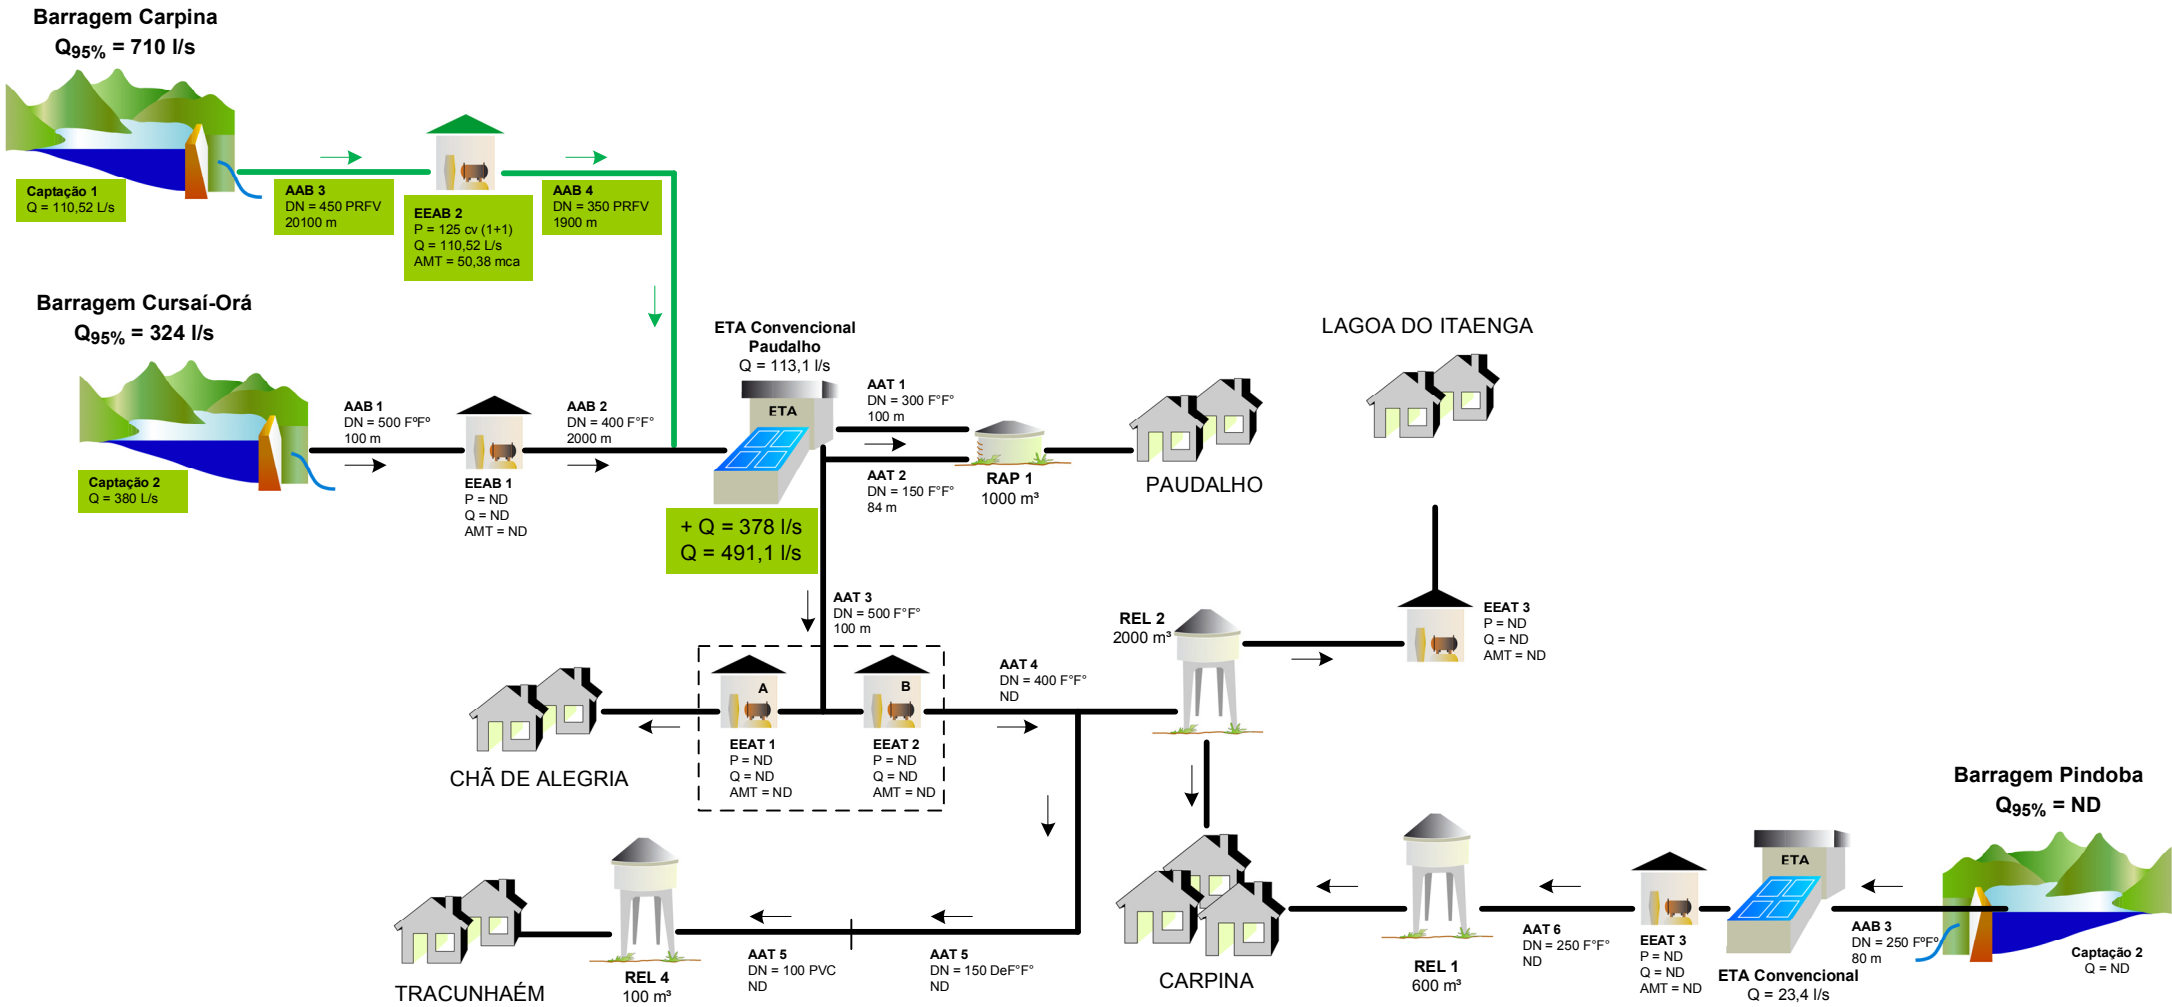 Barragem Carpina
Q95% = 710 l/s
Captação 1
Q = 110,52 L/s
AAB 3
DN = 450 PRFV
20100 m
EEAB 2
P = 125 cv (1+1)
Q = 110,52 L/s
AMT = 50,38 mca
AAB 4
DN = 350 PRFV
1900 m
Barragem Cursaí-Orá
Q95% = 324 l/s
Captação 2
Q = 380 L/s
AAB 1
DN = 500 FºFº
100 m
EEAB 1
P = ND
Q = ND
AMT = ND
AAB 2
DN = 400 F°F°
2000 m
ETA Convencional
Paudalho
Q = 113,1 l/s
ETA
+ Q = 378 l/s
Q = 491,1 l/s
AAT 1
DN = 300 F°F°
100 m
AAT 2
DN = 150 F°F°
84 m
RAP 1
1000 m³
PAUDALHO
LAGOA DO ITAENGA
AAT 3
DN = 500 F°F°
100 m
A
B
EEAT 1
P = ND
Q = ND
AMT = ND
EEAT 2
P = ND
Q = ND
AMT = ND
CHÃ DE ALEGRIA
AAT 4
DN = 400 F°F°
ND
REL 2
2000 m³
EEAT 3
P = ND
Q = ND
AMT = ND
TRACUNHAÉM
REL 4
100 m³
AAT 5
DN = 100 PVC
ND
AAT 5
DN = 150 DeF°F°
ND
CARPINA
REL 1
600 m³
AAT 6
DN = 250 F°F°
ND
EEAT 3
P = ND
Q = ND
AMT = ND
ETA
ETA Convencional
Q = 23,4 l/s
AAB 3
DN = 250 FºFº
80 m
Barragem Pindoba
Q95% = ND
Captação 2
Q = ND